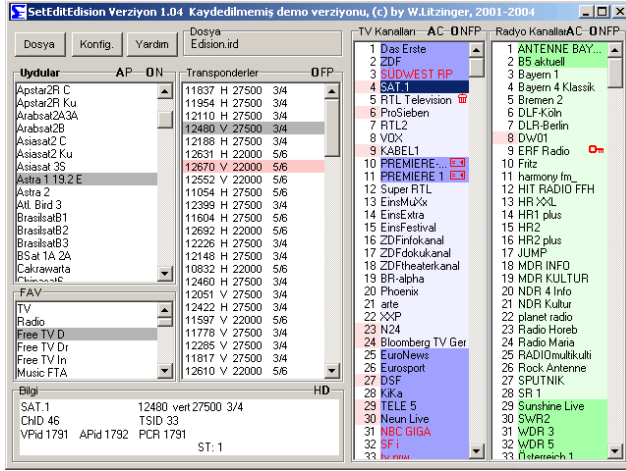 SetEditEdision Verziyon 1.04 Kaydedilmemiş demo verziyonu, (c) by W.Litzinger, 2001-2004
Dosya Konfig. Yardım
Dosya
Edision.ird
Uydular AP ON
Apstar2R C
Apstar2R Ku
Arabsat2A3A
Arabsat2B
Asiasat2 C
Asiasat2 Ku
Asiasat 3S
Astra 1 19.2 E
Astra 2
Atl. Bird 3
BrasilsatB1
BrasilsatB2
BrasilsatB3
BSat 1A 2A
Cakrawarta
ChinasatC
FAV
TV
Radio
Free TV D
Free TV Dr
Free TV In
Music FTA
Transponderler OFP
11837 H 27500 3/4
11954 H 27500 3/4
12110 H 27500 3/4
12480 V 27500 3/4
12188 H 27500 3/4
12631 H 22000 5/6
12670 V 22000 5/6
12552 V 22000 5/6
11054 H 27500 5/6
12399 H 27500 3/4
11604 H 27500 5/6
12692 H 22000 5/6
12226 H 27500 3/4
12148 H 27500 3/4
10832 H 22000 5/6
12460 H 27500 3/4
12051 V 27500 3/4
12422 H 27500 3/4
11597 V 22000 5/6
11778 V 27500 3/4
12285 V 27500 3/4
11817 V 27500 3/4
12610 V 22000 5/6
Bilgi HD
SAT.1 12480 vert 27500 3/4
ChID 46 TSID 33
VPid 1791 APid 1792 PCR 1791
ST: 1
TV Kanalları AC ONFP
1 Das Erste
2 ZDF
3 SÜDWEST RP
4 SAT.1
5 RTL Television
6 ProSieben
7 RTL2
8 VOX
9 KABEL1
10 PREMIERE-...
11 PREMIERE 1
12 Super RTL
13 EinsMuXx
14 EinsExtra
15 EinsFestival
16 ZDFinfokanal
17 ZDFdokukanal
18 ZDFtheaterkanal
19 BR-alpha
20 Phoenix
21 arte
22 XXP
23 N24
24 Bloomberg TV Ger
25 EuroNews
26 Eurosport
27 DSF
28 KiKa
29 TELE 5
30 Neun Live
31 NBC GIGA
32 SF i
33 tv.nrw
Radyo KanallarAC ONFP
1 ANTENNE BAY...
2 B5 aktuell
3 Bayern 1
4 Bayern 4 Klassik
5 Bremen 2
6 DLF-Köln
7 DLR-Berlin
8 DW01
9 ERF Radio
10 Fritz
11 harmony fm_
12 HIT RADIO FFH
13 HR XXL
14 HR1 plus
15 HR2
16 HR2 plus
17 JUMP
18 MDR INFO
19 MDR KULTUR
20 NDR 4 Info
21 NDR Kultur
22 planet radio
23 Radio Horeb
24 Radio Maria
25 RADIOmultikulti
26 Rock Antenne
27 SPUTNIK
28 SR 1
29 Sunshine Live
30 SWR2
31 WDR 3
32 WDR 5
33 Österreich 1